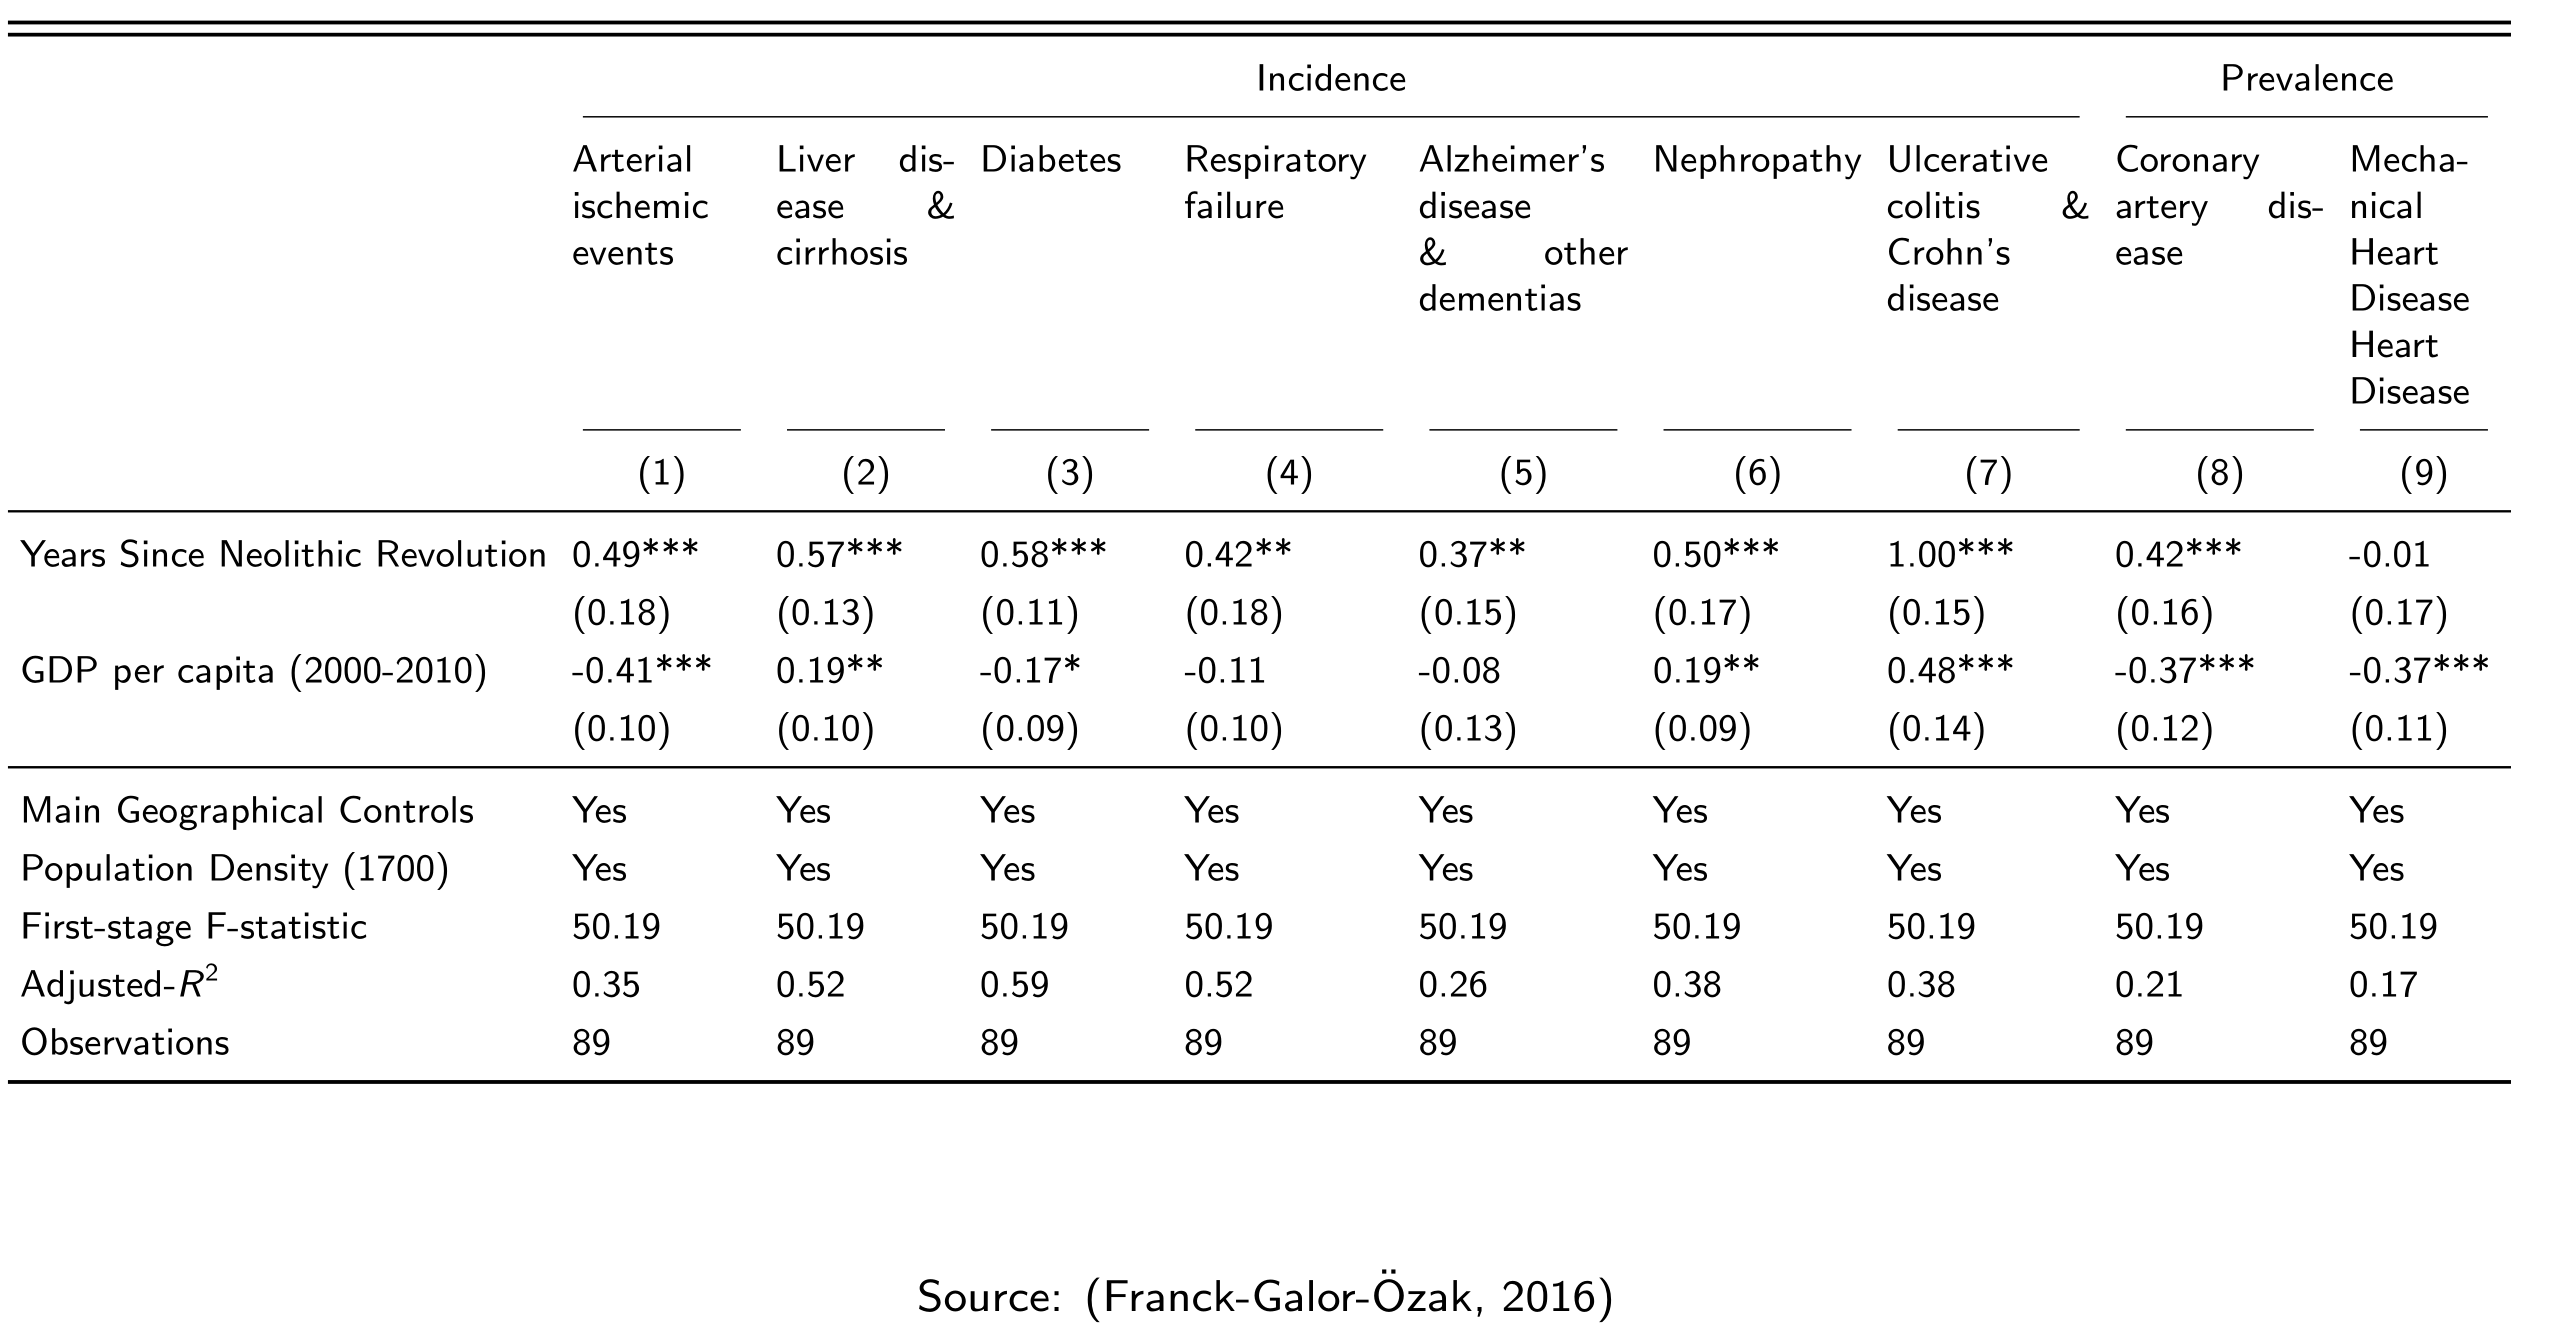 Incidence Prevalence
Arterial Liver dis- Diabetes Respiratory Alzheimer's Nephropathy Ulcerative Coronary Mecha-
ischemic ease & failure disease colitis & artery dis- nical
events cirrhosis & other Crohn's ease Heart
dementias disease Disease
Heart
Disease
(1) (2) (3) (4) (5) (6) (7) (8) (9)
Years Since Neolithic Revolution 0.49*** 0.57*** 0.58*** 0.42** 0.37** 0.50*** 1.00*** 0.42*** -0.01
(0.18) (0.13) (0.11) (0.18) (0.15) (0.17) (0.15) (0.16) (0.17)
GDP per capita (2000-2010) -0.41*** 0.19** -0.17* -0.11 -0.08 0.19** 0.48*** -0.37*** -0.37***
(0.10) (0.10) (0.09) (0.10) (0.13) (0.09) (0.14) (0.12) (0.11)
Main Geographical Controls Yes Yes Yes Yes Yes Yes Yes Yes Yes
Population Density (1700) Yes Yes Yes Yes Yes Yes Yes Yes Yes
First-stage F-statistic 50.19 50.19 50.19 50.19 50.19 50.19 50.19 50.19 50.19
Adjusted-R² 0.35 0.52 0.59 0.52 0.26 0.38 0.38 0.21 0.17
Observations 89 89 89 89 89 89 89 89 89
Source: (Franck-Galor-Özak, 2016)